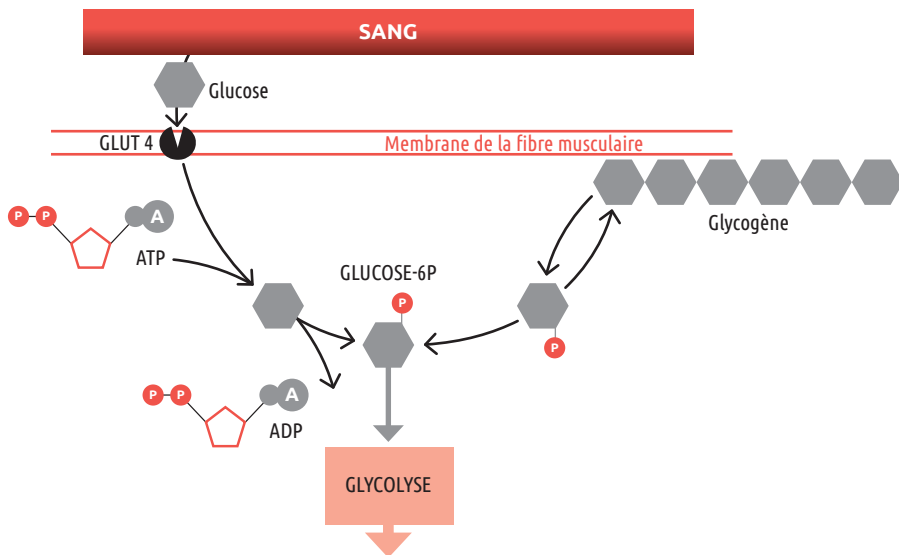 SANG
Glucose
GLUT 4
Membrane de la fibre musculaire
Glycogène
P P A
ATP
GLUCOSE-6P
P
P
P P A
ADP
GLYCOLYSE